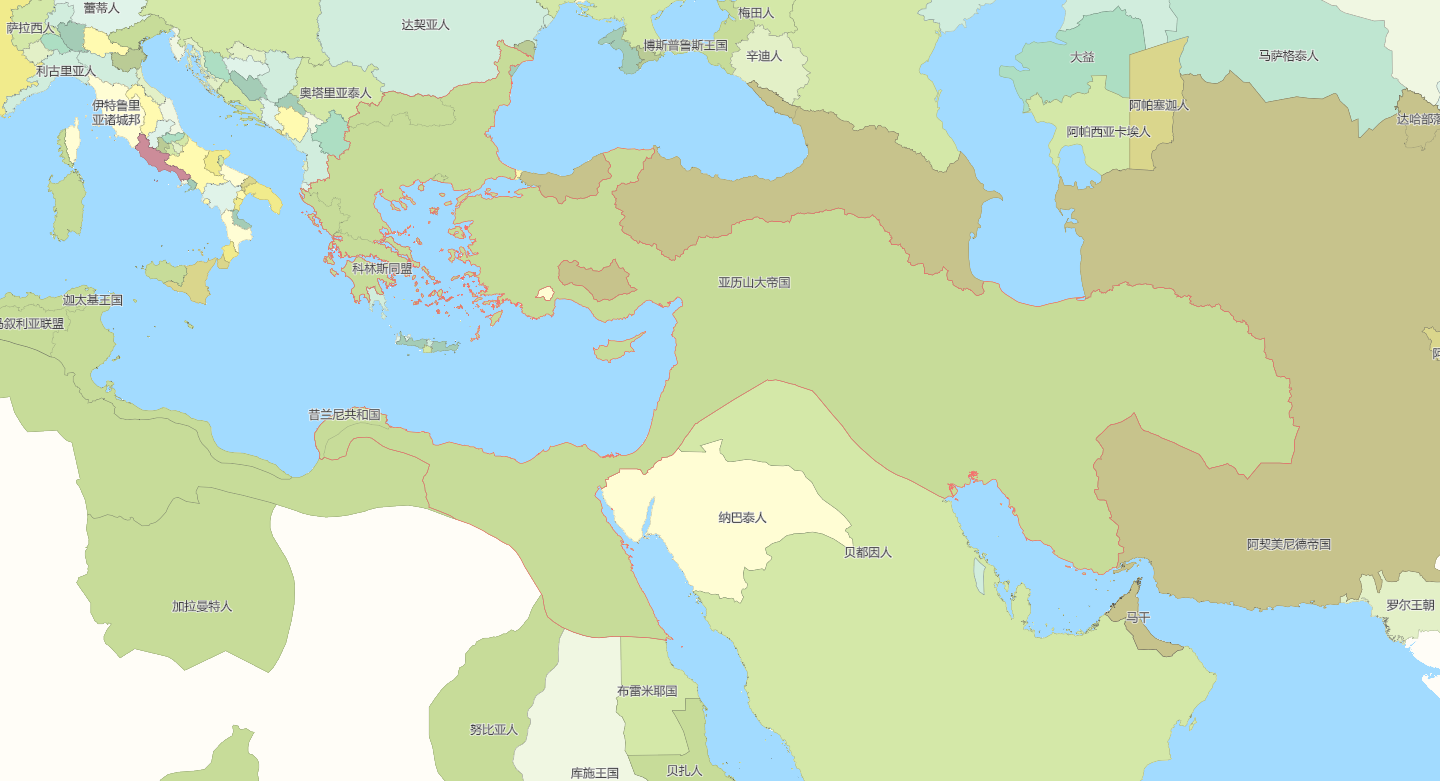 蕾蒂人
萨拉西人
达契亚人
梅田人
博斯普鲁斯王国
辛迪人
大益
马萨格泰人
利古里亚人
奥塔里亚泰人
伊特鲁里
亚诸城邦
阿帕塞迦人
达哈部落
阿帕西亚卡埃人
科林斯同盟
亚历山大帝国
迦太基王国
叙利亚联盟
昔兰尼共和国
纳巴泰人
阿契美尼德帝国
贝都因人
加拉曼特人
罗尔王朝
马干
布雷米耶国
努比亚人
库施王国
贝扎人